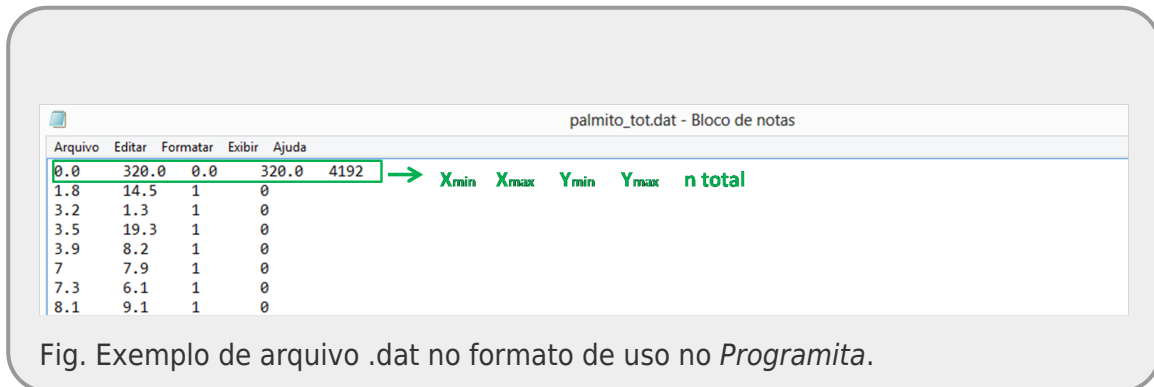 palmito_tot.dat - Bloco de notas
Arquivo Editar Formatar Exibir Ajuda
0.0 320.0 0.0 320.0 4192 Xmin Xmax Ymin Ymax n total
1.8 14.5 1 0
3.2 1.3 1 0
3.5 19.3 1 0
3.9 8.2 1 0
7 7.9 1 0
7.3 6.1 1 0
8.1 9.1 1 0
Fig. Exemplo de arquivo .dat no formato de uso no Programita.